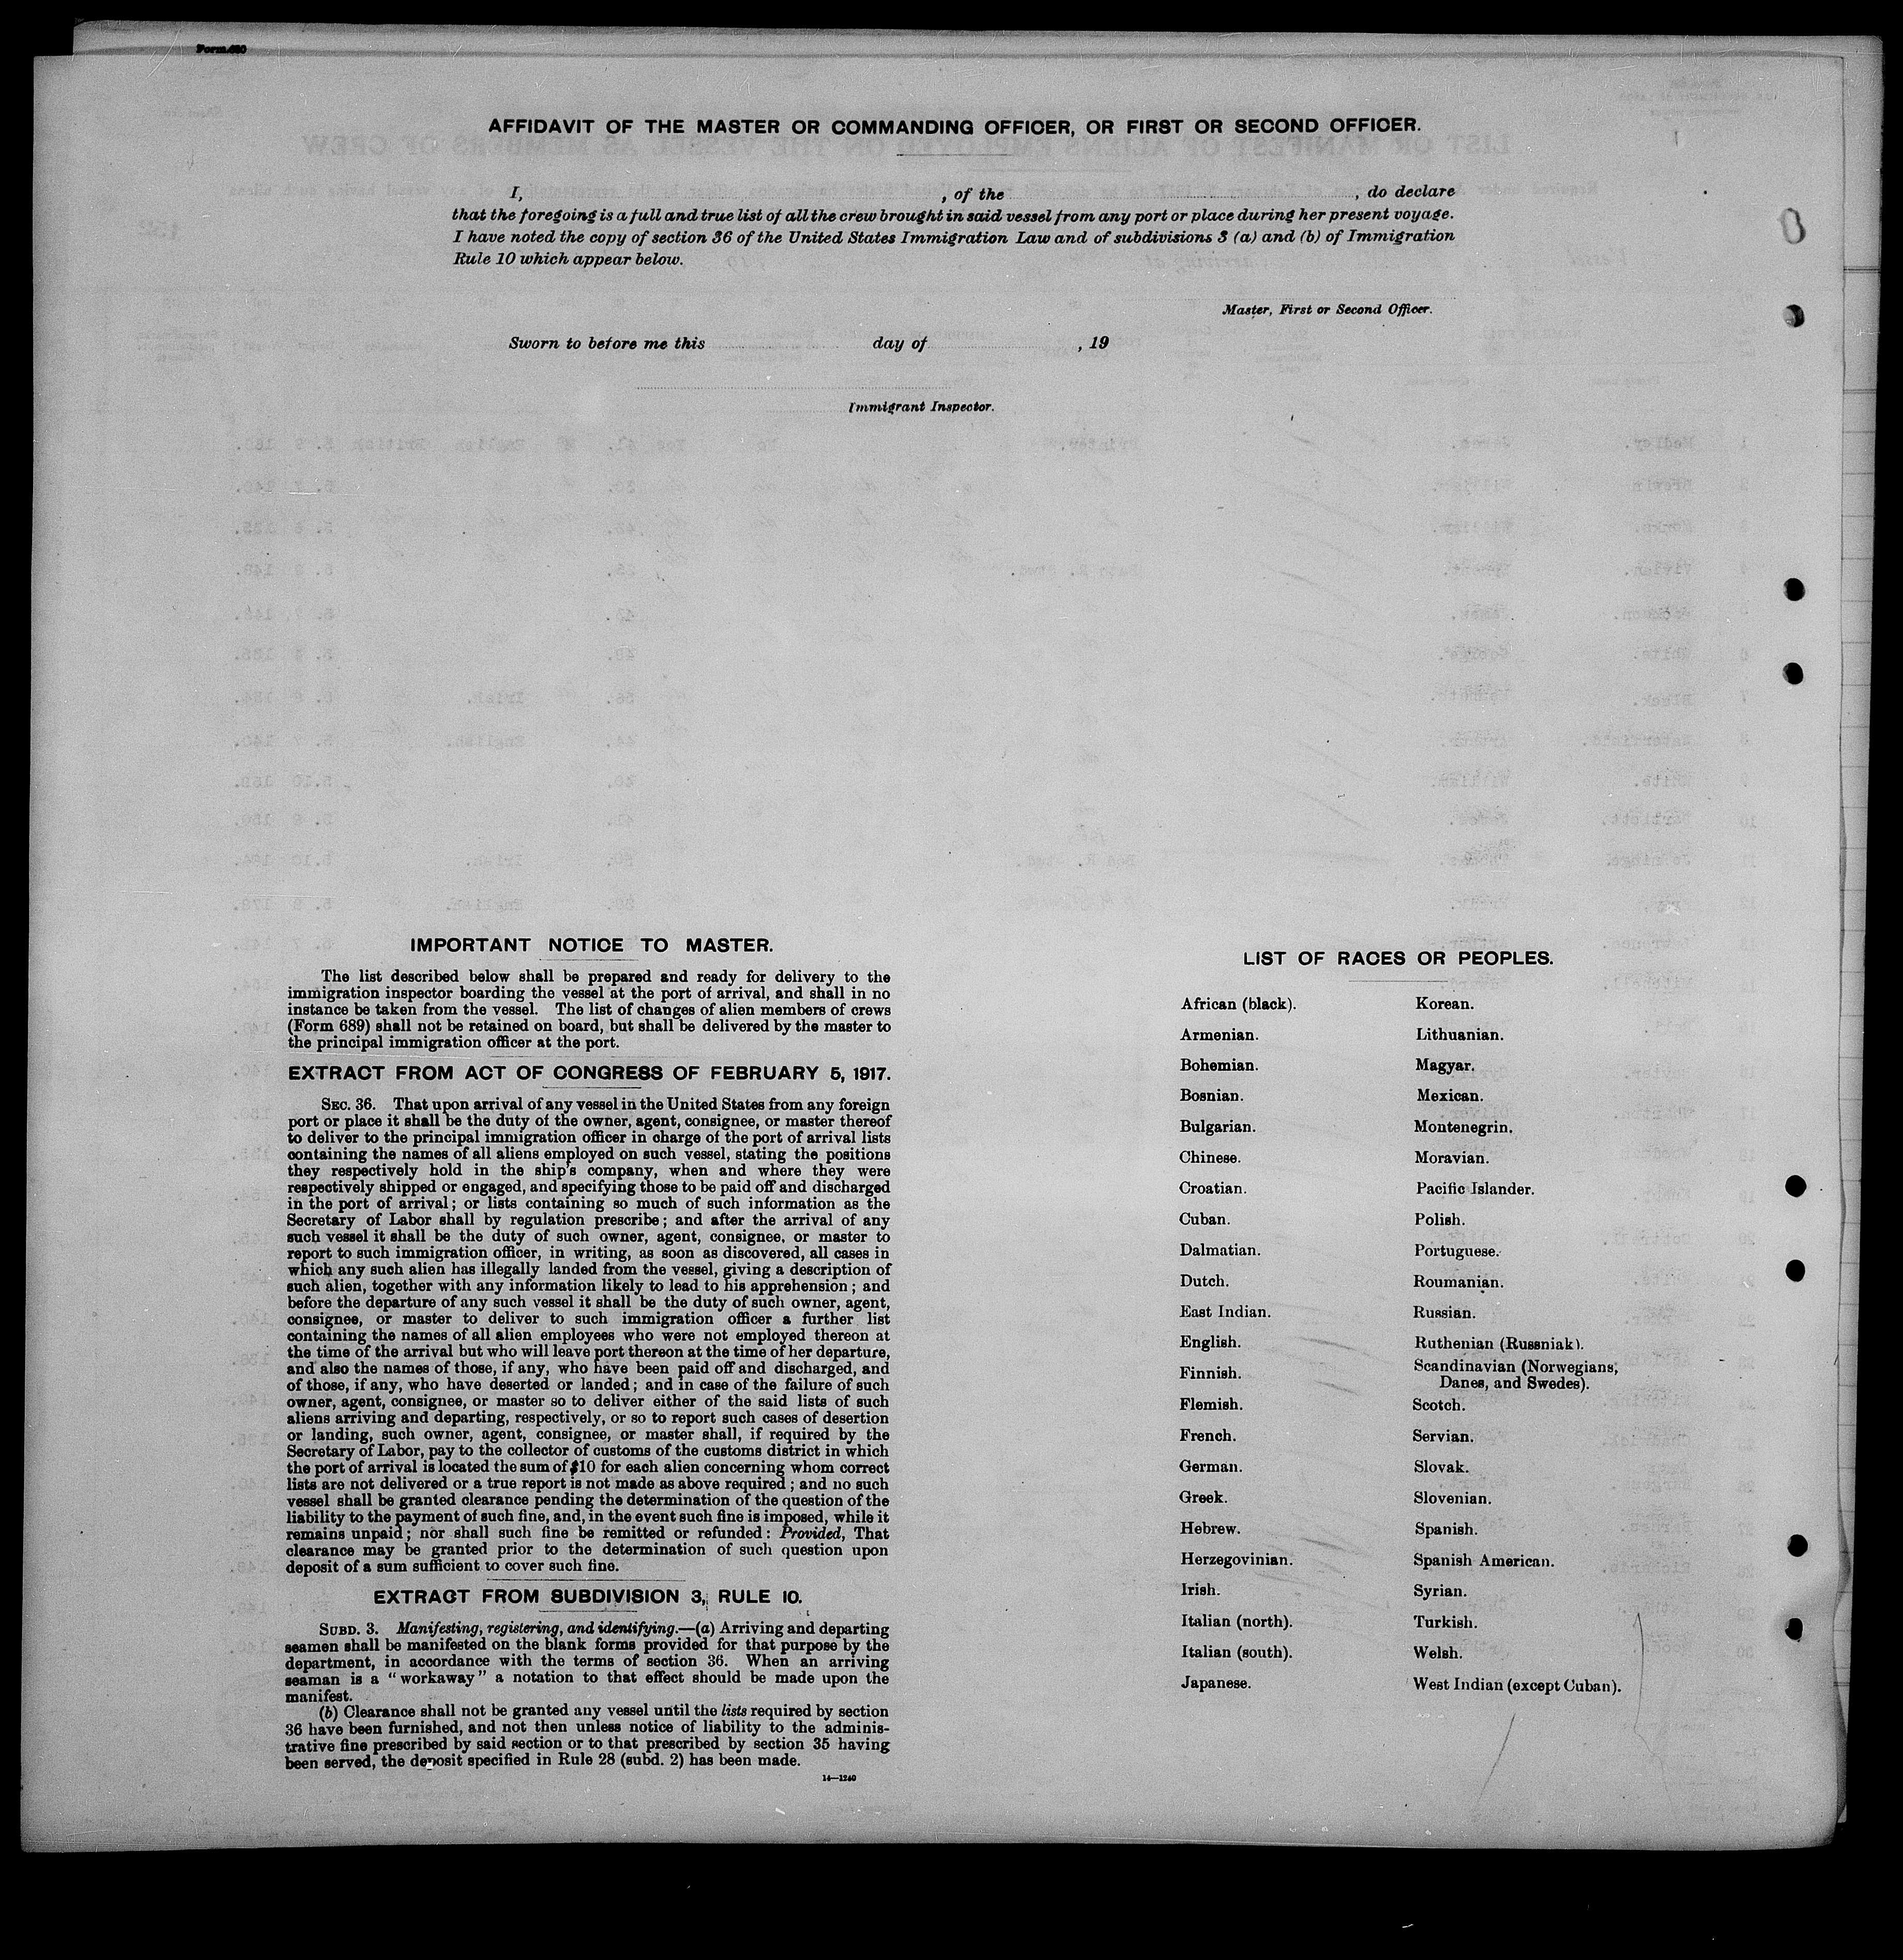 AFFIDAVIT OF THE MASTER OR COMMANDING OFFICER, OR FIRST OR SECOND OFFICER.
I, , of the , do declare
that the foregoing is a full and true list of all the crew brought in said vessel from any port or place during her present voyage.
I have noted the copy of section 36 of the United States Immigration Law and of subdivisions 3 (a) and (b) of Immigration
Rule 10 which appear below.
Master, First or Second Officer.
Sworn to before me this day of , 19
Immigrant Inspector.
IMPORTANT NOTICE TO MASTER.
The list described below shall be prepared and ready for delivery to the
immigration inspector boarding the vessel at the port of arrival, and shall in no
instance be taken from the vessel. The list of changes of alien members of crews
(Form 689) shall not be retained on board, but shall be delivered by the master to
the principal immigration officer at the port.
EXTRACT FROM ACT OF CONGRESS OF FEBRUARY 5, 1917.
SEC. 36. That upon arrival of any vessel in the United States from any foreign
port or place it shall be the duty of the owner, agent, consignee, or master thereof
to deliver to the principal immigration officer in charge of the port of arrival lists
containing the names of all aliens employed on such vessel, stating the positions
they respectively hold in the ship's company, when and where they were
respectively shipped or engaged, and specifying those to be paid off and discharged
in the port of arrival; or lists containing so much of such information as the
Secretary of Labor shall by regulation prescribe; and after the arrival of any
such vessel it shall be the duty of such owner, agent, consignee, or master to
report to such immigration officer, in writing, as soon as discovered, all cases in
which any such alien has illegally landed from the vessel, giving a description of
such alien, together with any information likely to lead to his apprehension; and
before the departure of any such vessel it shall be the duty of such owner, agent,
consignee, or master to deliver to such immigration officer a further list
containing the names of all alien employees who were not employed thereon at
the time of the arrival but who will leave port thereon at the time of her departure,
and also the names of those, if any, who have been paid off and discharged, and
of those, if any, who have deserted or landed; and in case of the failure of such
owner, agent, consignee, or master so to deliver either of the said lists of such
aliens arriving and departing, respectively, or so to report such cases of desertion
or landing, such owner, agent, consignee, or master shall, if required by the
Secretary of Labor, pay to the collector of customs of the customs district in which
the port of arrival is located the sum of $10 for each alien concerning whom correct
lists are not delivered or a true report is not made as above required; and no such
vessel shall be granted clearance pending the determination of the question of the
liability to the payment of such fine, and, in the event such fine is imposed, while it
remains unpaid; nor shall such fine be remitted or refunded: Provided, That
clearance may be granted prior to the determination of such question upon
deposit of a sum sufficient to cover such fine.
EXTRACT FROM SUBDIVISION 3, RULE 10.
SUBD. 3. Manifesting, registering, and identifying.—(a) Arriving and departing
seamen shall be manifested on the blank forms provided for that purpose by the
department, in accordance with the terms of section 36. When an arriving
seaman is a "workaway" a notation to that effect should be made upon the
manifest.
(b) Clearance shall not be granted any vessel until the lists required by section
36 have been furnished, and not then unless notice of liability to the adminis-
trative fine prescribed by said section or to that prescribed by section 35 having
been served, the deposit specified in Rule 28 (subd. 2) has been made.
14—1240
LIST OF RACES OR PEOPLES.
African (black).
Armenian.
Bohemian.
Bosnian.
Bulgarian.
Chinese.
Croatian.
Cuban.
Dalmatian.
Dutch.
East Indian.
English.
Finnish.
Flemish.
French.
German.
Greek.
Hebrew.
Herzegovinian.
Irish.
Italian (north).
Italian (south).
Japanese.
Korean.
Lithuanian.
Magyar.
Mexican.
Montenegrin.
Moravian.
Pacific Islander.
Polish.
Portuguese.
Roumanian.
Russian.
Ruthenian (Russniak).
Scandinavian (Norwegians,
Danes, and Swedes).
Scotch.
Servian.
Slovak.
Slovenian.
Spanish.
Spanish American.
Syrian.
Turkish.
Welsh.
West Indian (except Cuban).